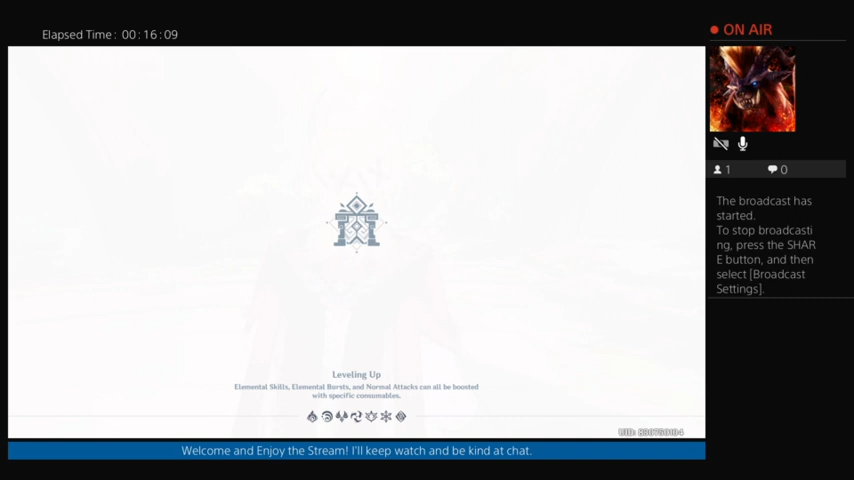 Elapsed Time: 00:16:09
ON AIR
1
0
The broadcast has
started.
To stop broadcasti
ng, press the SHAR
E button, and then
select [Broadcast
Settings].
Leveling Up
Elemental Skills, Elemental Bursts, and Normal Attacks can all be boosted
with specific consumables.
Welcome and Enjoy the Stream! I'll keep watch and be kind at chat.